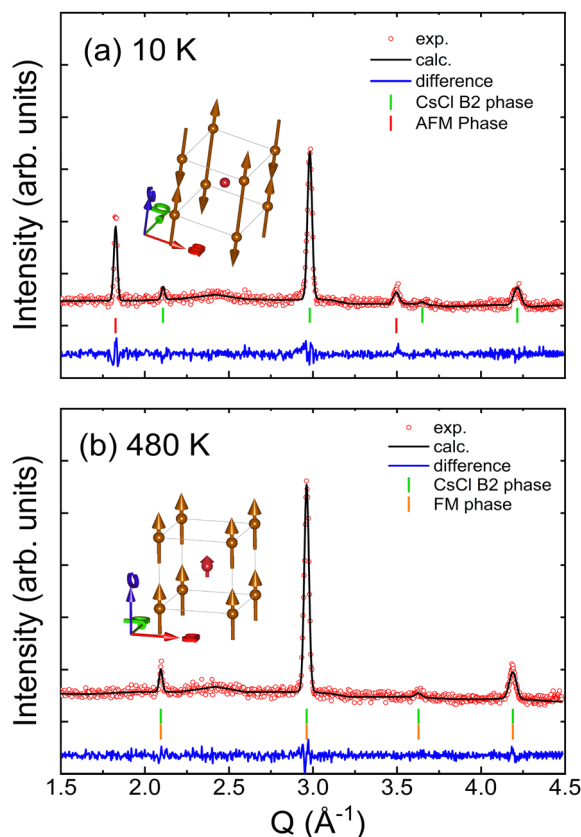 (a) 10 K
exp.
calc.
difference
CsCl B2 phase
AFM Phase
Intensity (arb. units)
c
b
a
(b) 480 K
exp.
calc.
difference
CsCl B2 phase
FM phase
Intensity (arb. units)
c
b
a
1.5 2.0 2.5 3.0 3.5 4.0 4.5
Q (Å⁻¹)